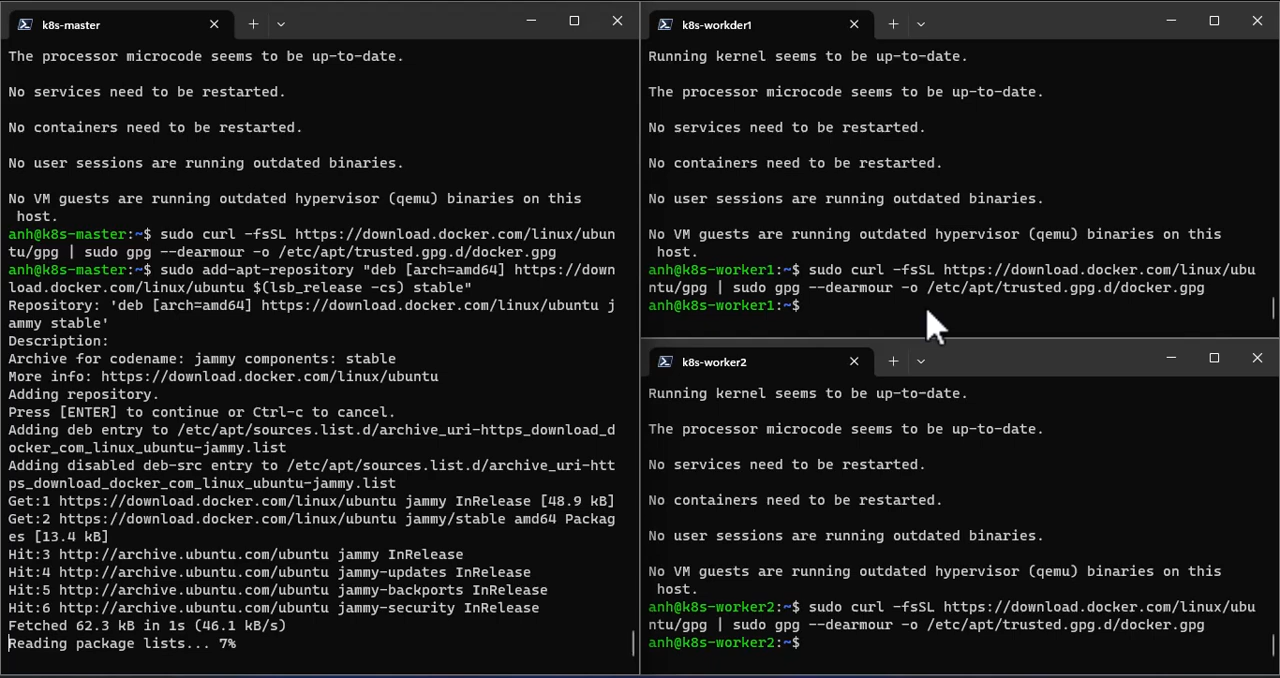 k8s-master
The processor microcode seems to be up-to-date.
No services need to be restarted.
No containers need to be restarted.
No user sessions are running outdated binaries.
No VM guests are running outdated hypervisor (qemu) binaries on this
 host.
anh@k8s-master:~$ sudo curl -fsSL https://download.docker.com/linux/ubun
tu/gpg | sudo gpg --dearmour -o /etc/apt/trusted.gpg.d/docker.gpg
anh@k8s-master:~$ sudo add-apt-repository "deb [arch=amd64] https://down
load.docker.com/linux/ubuntu $(lsb_release -cs) stable"
Repository: 'deb [arch=amd64] https://download.docker.com/linux/ubuntu j
ammy stable'
Description:
Archive for codename: jammy components: stable
More info: https://download.docker.com/linux/ubuntu
Adding repository.
Press [ENTER] to continue or Ctrl-c to cancel.
Adding deb entry to /etc/apt/sources.list.d/archive_uri-https_download_d
ocker_com_linux_ubuntu-jammy.list
Adding disabled deb-src entry to /etc/apt/sources.list.d/archive_uri-htt
ps_download_docker_com_linux_ubuntu-jammy.list
Get:1 https://download.docker.com/linux/ubuntu jammy InRelease [48.9 kB]
Get:2 https://download.docker.com/linux/ubuntu jammy/stable amd64 Packag
es [13.4 kB]
Hit:3 http://archive.ubuntu.com/ubuntu jammy InRelease
Hit:4 http://archive.ubuntu.com/ubuntu jammy-updates InRelease
Hit:5 http://archive.ubuntu.com/ubuntu jammy-backports InRelease
Hit:6 http://archive.ubuntu.com/ubuntu jammy-security InRelease
Fetched 62.3 kB in 1s (46.1 kB/s)
Reading package lists... 7%
k8s-workder1
Running kernel seems to be up-to-date.
The processor microcode seems to be up-to-date.
No services need to be restarted.
No containers need to be restarted.
No user sessions are running outdated binaries.
No VM guests are running outdated hypervisor (qemu) binaries on this
 host.
anh@k8s-worker1:~$ sudo curl -fsSL https://download.docker.com/linux/ubu
ntu/gpg | sudo gpg --dearmour -o /etc/apt/trusted.gpg.d/docker.gpg
anh@k8s-worker1:~$
k8s-worker2
Running kernel seems to be up-to-date.
The processor microcode seems to be up-to-date.
No services need to be restarted.
No containers need to be restarted.
No user sessions are running outdated binaries.
No VM guests are running outdated hypervisor (qemu) binaries on this
 host.
anh@k8s-worker2:~$ sudo curl -fsSL https://download.docker.com/linux/ubu
ntu/gpg | sudo gpg --dearmour -o /etc/apt/trusted.gpg.d/docker.gpg
anh@k8s-worker2:~$